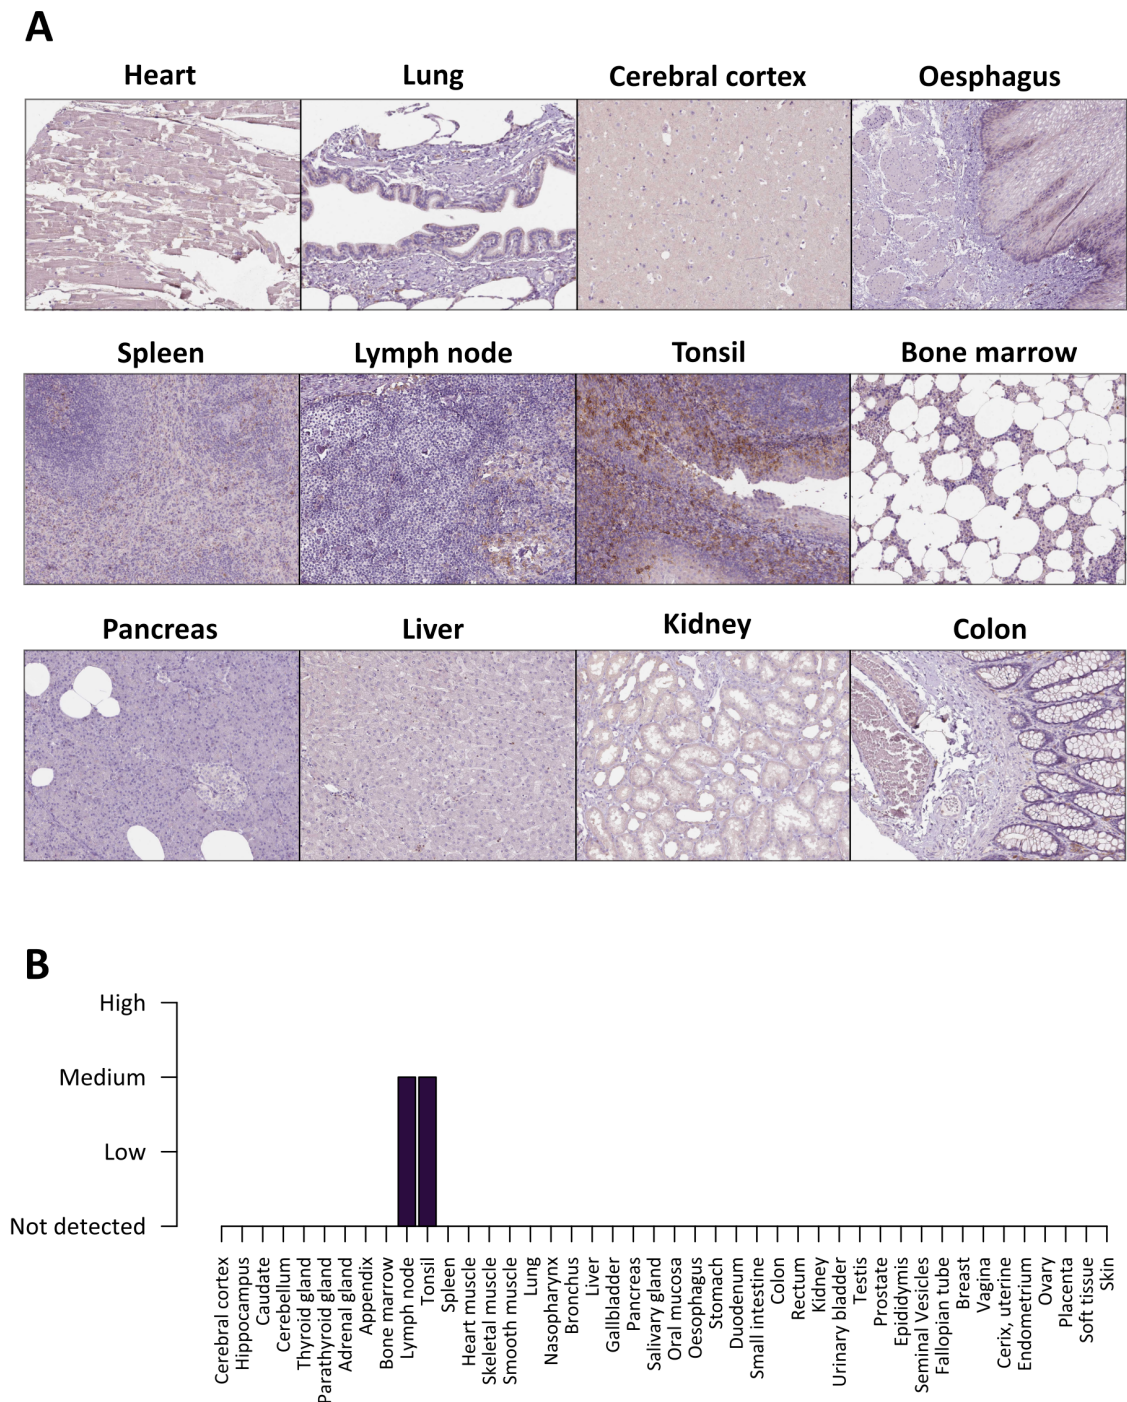 A
Heart
Lung
Cerebral cortex
Oesphagus
Spleen
Lymph node
Tonsil
Bone marrow
Pancreas
Liver
Kidney
Colon
B
High
Medium
Low
Not detected
Cerebral cortex
Hippocampus
Caudate
Cerebellum
Thyroid gland
Parathyroid gland
Adrenal gland
Appendix
Bone marrow
Lymph node
Tonsil
Spleen
Heart muscle
Skeletal muscle
Smooth muscle
Lung
Nasopharynx
Bronchus
Liver
Gallbladder
Pancreas
Salivary gland
Oral mucosa
Oesophagus
Stomach
Duodenum
Small intestine
Colon
Rectum
Kidney
Urinary bladder
Testis
Prostate
Epididymis
Seminal Vesicles
Fallopian tube
Breast
Vagina
Cerix, uterine
Endometrium
Ovary
Placenta
Soft tissue
Skin